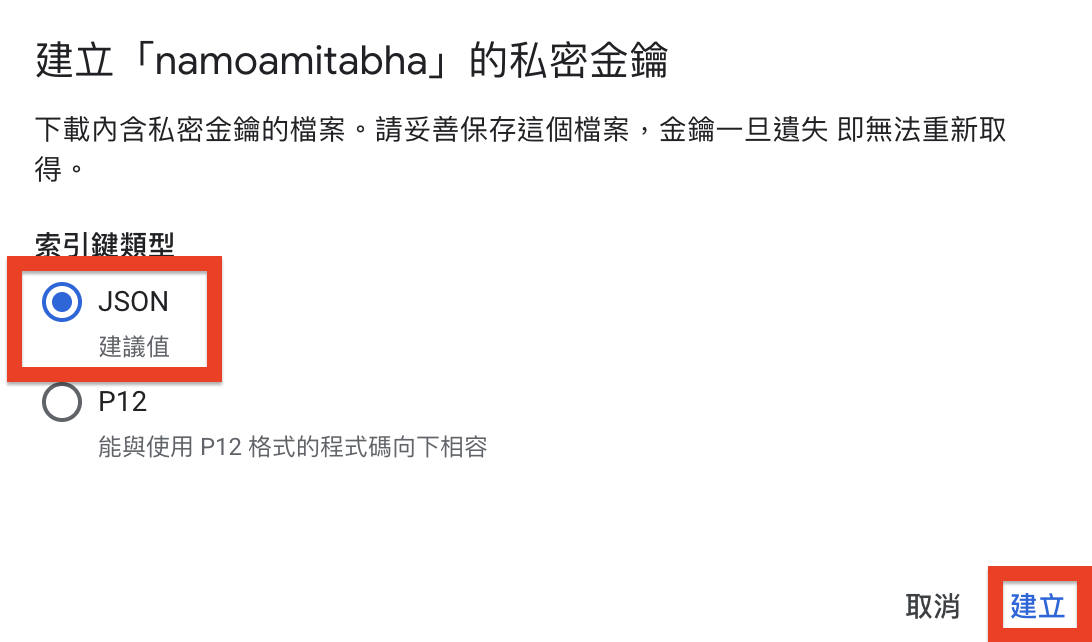 建立「namoamitabha」的私密金鑰
下載內含私密金鑰的檔案。請妥善保存這個檔案，金鑰一旦遺失 即無法重新取
得。
索引鍵類型
JSON
建議值
P12
能與使用 P12 格式的程式碼向下相容
取消 建立